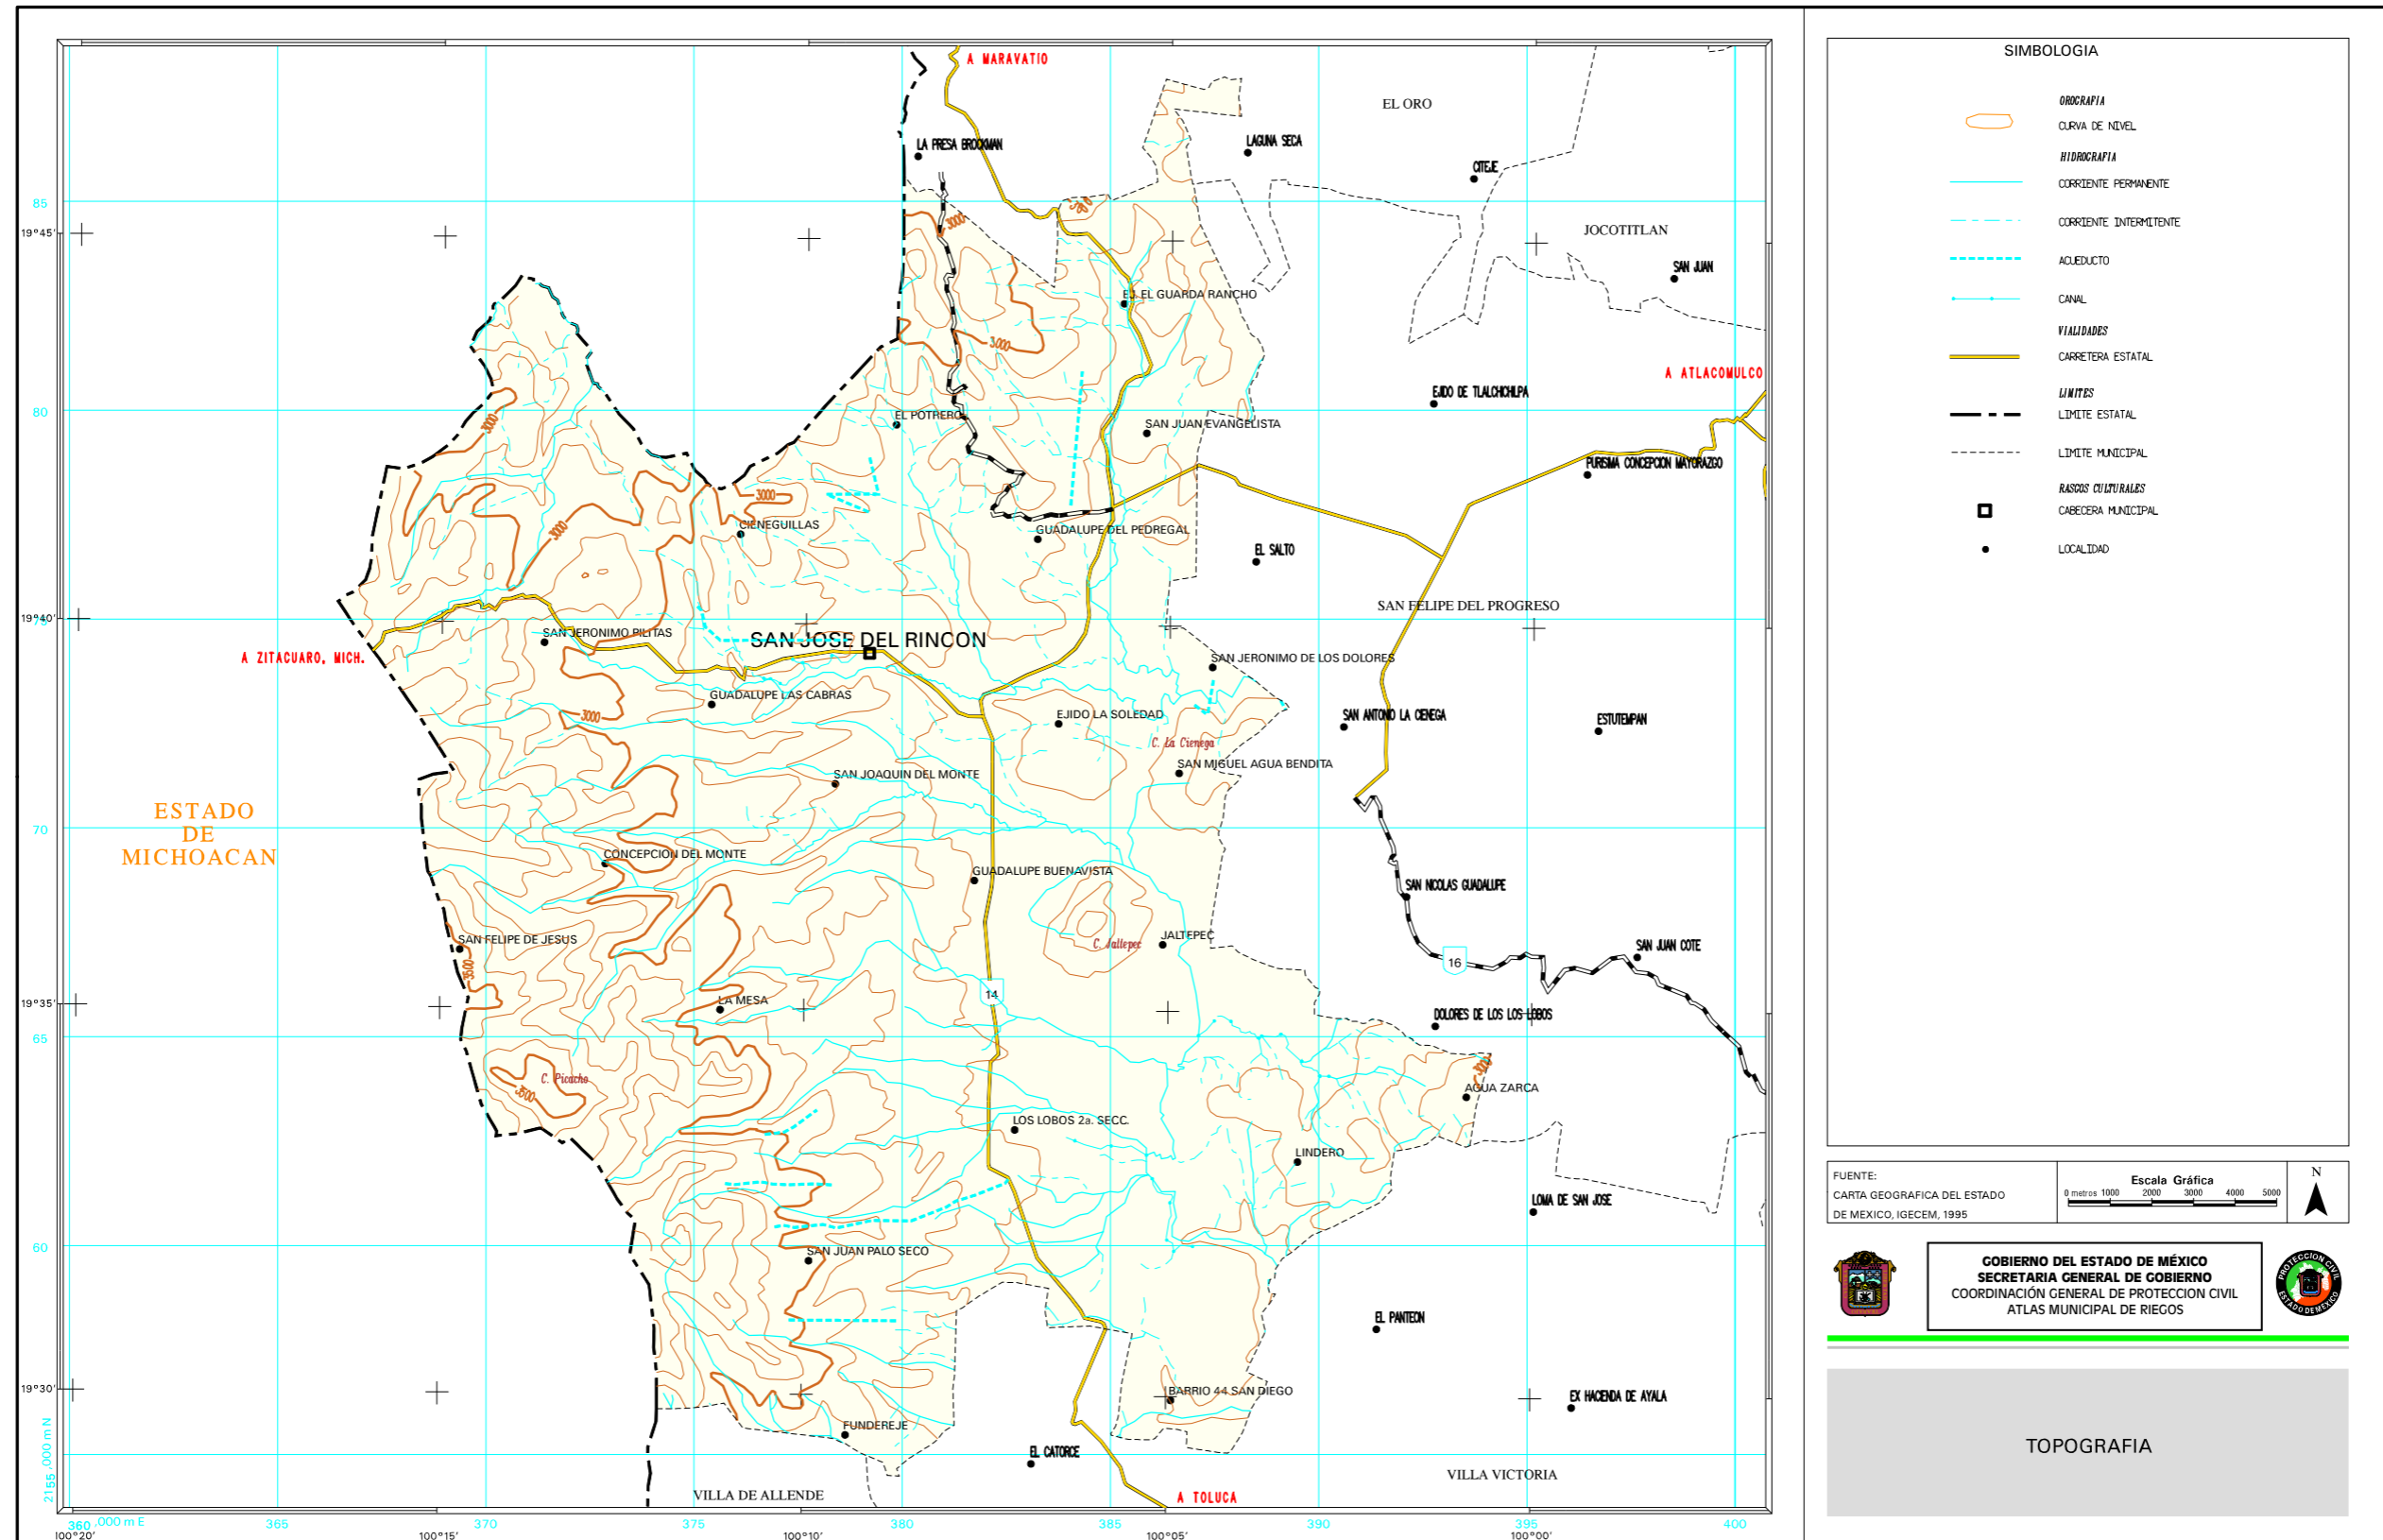 A MARAVATIO
EL ORO
LA PRESA BROCKMAN
LAGUNA SECA
CITEJE
85
19°45'
3000
JOCOTITLAN
SAN JUAN
EJ. EL GUARDA RANCHO
3000
A ATLACOMULCO
EJIDO DE TLALCHICHILPA
80
3000
EL POTRERO
SAN JUAN EVANGELISTA
PURISIMA CONCEPCION MAYORAZGO
3000
3000
CIENEGUILLAS
GUADALUPE DEL PEDREGAL
EL SALTO
19°40'
SAN FELIPE DEL PROGRESO
SAN JERONIMO PILITAS
SAN JOSE DEL RINCON
A ZITACUARO, MICH.
SAN JERONIMO DE LOS DOLORES
GUADALUPE LAS CABRAS
3000
EJIDO LA SOLEDAD
SAN ANTONIO LA CIENEGA
ESTUTEMPAN
C. La Cienega
SAN MIGUEL AGUA BENDITA
SAN JOAQUIN DEL MONTE
ESTADO
DE
MICHOACAN
70
CONCEPCION DEL MONTE
GUADALUPE BUENAVISTA
SAN NICOLAS GUADALUPE
SAN FELIPE DE JESUS
C. Jaltepec
JALTEPEC
SAN JUAN COTE
3500
16
14
LA MESA
19°35'
DOLORES DE LOS LOS LOBOS
65
3000
C. Picacho
3500
AGUA ZARCA
LOS LOBOS 2a. SECC.
LINDERO
LOMA DE SAN JOSE
60
SAN JUAN PALO SECO
EL PANTEON
19°30'
BARRIO 44 SAN DIEGO
EX HACIENDA DE AYALA
FUNDEREJE
EL CATORCE
2155 ,000 m N
VILLA DE ALLENDE
VILLA VICTORIA
A TOLUCA
360 ,000 m E
365
370
375
380
385
390
395
400
100°20'
100°15'
100°10'
100°05'
100°00'
SIMBOLOGIA
OROGRAFIA
CURVA DE NIVEL
HIDROGRAFIA
CORRIENTE PERMANENTE
CORRIENTE INTERMITENTE
ACUEDUCTO
CANAL
VIALIDADES
CARRETERA ESTATAL
LIMITES
LIMITE ESTATAL
LIMITE MUNICIPAL
RASGOS CULTURALES
CABECERA MUNICIPAL
LOCALIDAD
FUENTE:
CARTA GEOGRAFICA DEL ESTADO
DE MEXICO, IGECEM, 1995
Escala Gráfica
0 metros 1000 2000 3000 4000 5000
N
GOBIERNO DEL ESTADO DE MÉXICO
SECRETARIA GENERAL DE GOBIERNO
COORDINACIÓN GENERAL DE PROTECCION CIVIL
ATLAS MUNICIPAL DE RIEGOS
PROTECCION CIVIL
ESTADO DE MEXICO
TOPOGRAFIA